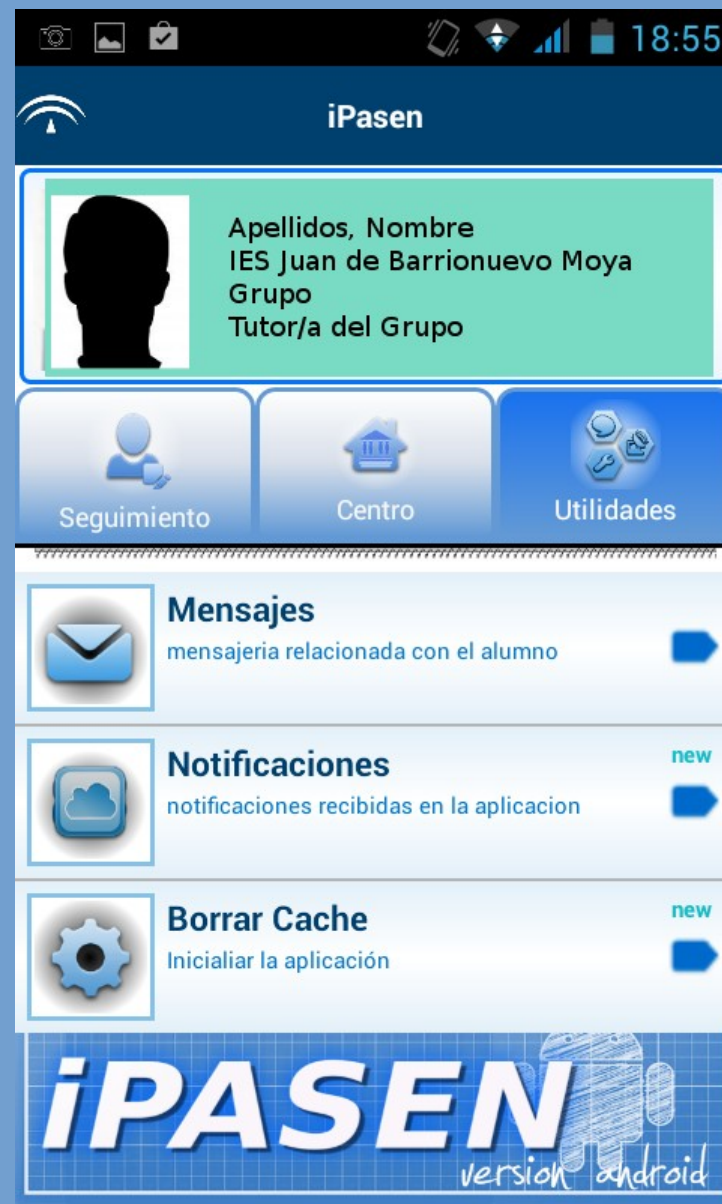 18:55
iPasen
Apellidos, Nombre
IES Juan de Barrionuevo Moya
Grupo
Tutor/a del Grupo
Seguimiento
Centro
Utilidades
Mensajes
mensajeria relacionada con el alumno
Notificaciones
new
notificaciones recibidas en la aplicacion
Borrar Cache
new
Inicialiar la aplicación
iPASEN
version android